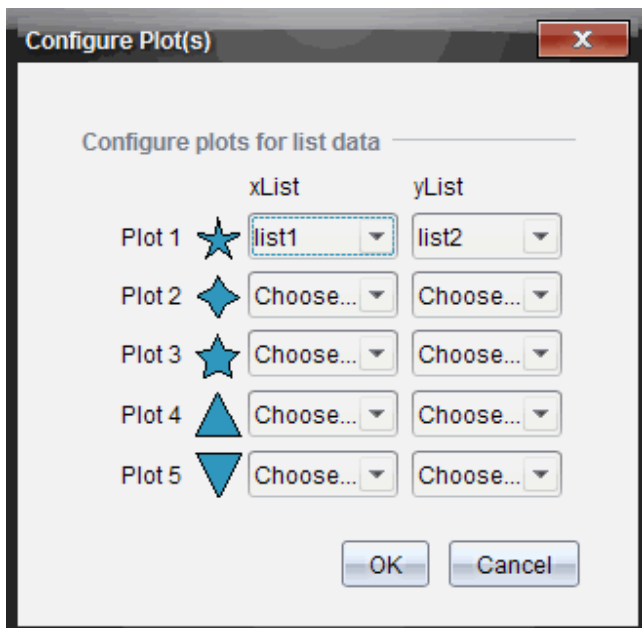 Configure Plot(s)
Configure plots for list data
xList yList
Plot 1 list1 list2
Plot 2 Choose... Choose...
Plot 3 Choose... Choose...
Plot 4 Choose... Choose...
Plot 5 Choose... Choose...
OK Cancel